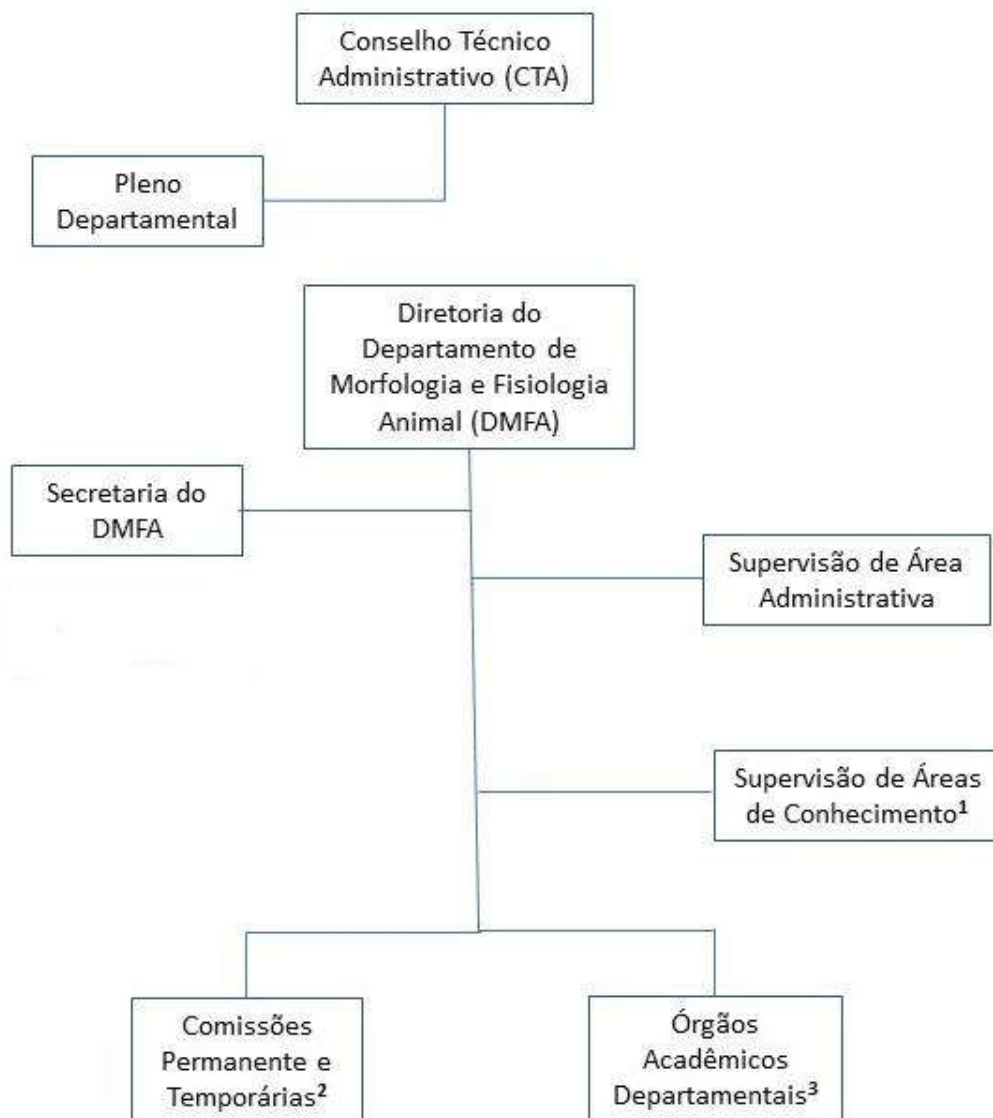 Conselho Técnico
Administrativo (CTA)
Pleno
Departamental
Diretoria do
Departamento de
Morfologia e Fisiologia
Animal (DMFA)
Secretaria do
DMFA
Supervisão de Área
Administrativa
Supervisão de Áreas
de Conhecimento¹
Comissões
Permanente e
Temporárias²
Órgãos
Acadêmicos
Departamentais³